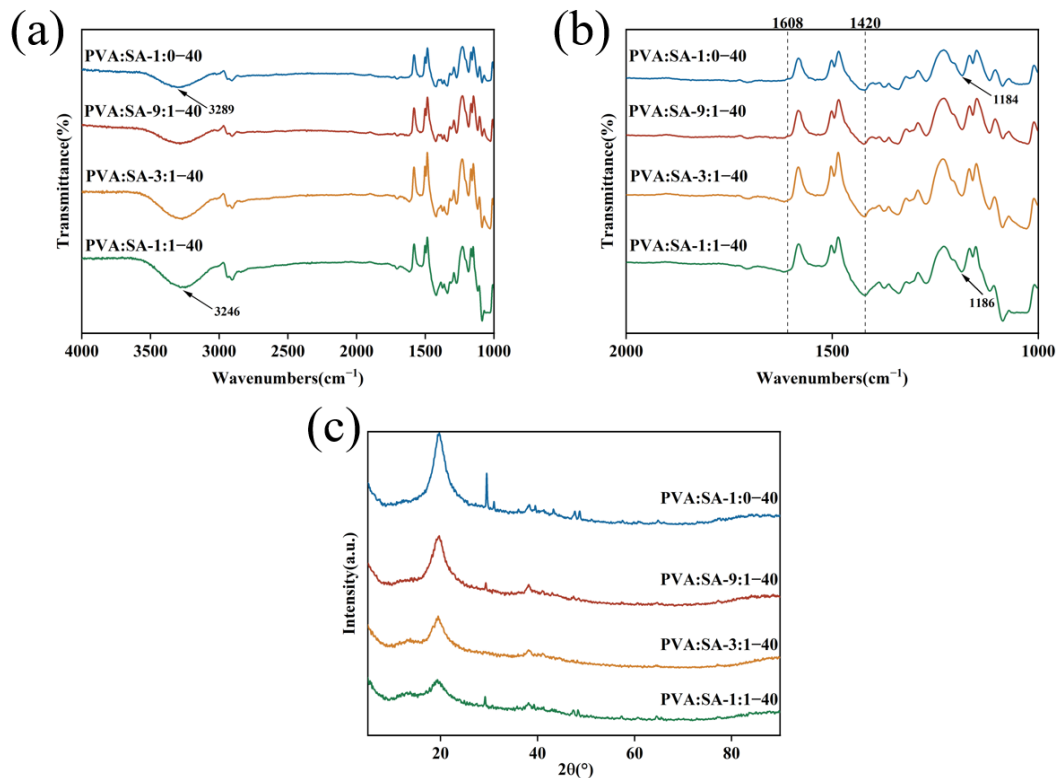 (a)
PVA:SA-1:0−40
3289
PVA:SA-9:1−40
PVA:SA-3:1−40
PVA:SA-1:1−40
3246
Transmittance(%)
4000 3500 3000 2500 2000 1500 1000
Wavenumbers(cm⁻¹)
(b)
1608 1420
PVA:SA-1:0−40
1184
PVA:SA-9:1−40
PVA:SA-3:1−40
PVA:SA-1:1−40
1186
Transmittance(%)
2000 1500 1000
Wavenumbers(cm⁻¹)
(c)
PVA:SA-1:0−40
PVA:SA-9:1−40
PVA:SA-3:1−40
PVA:SA-1:1−40
Intensity(a.u.)
20 40 60 80
2θ(°)